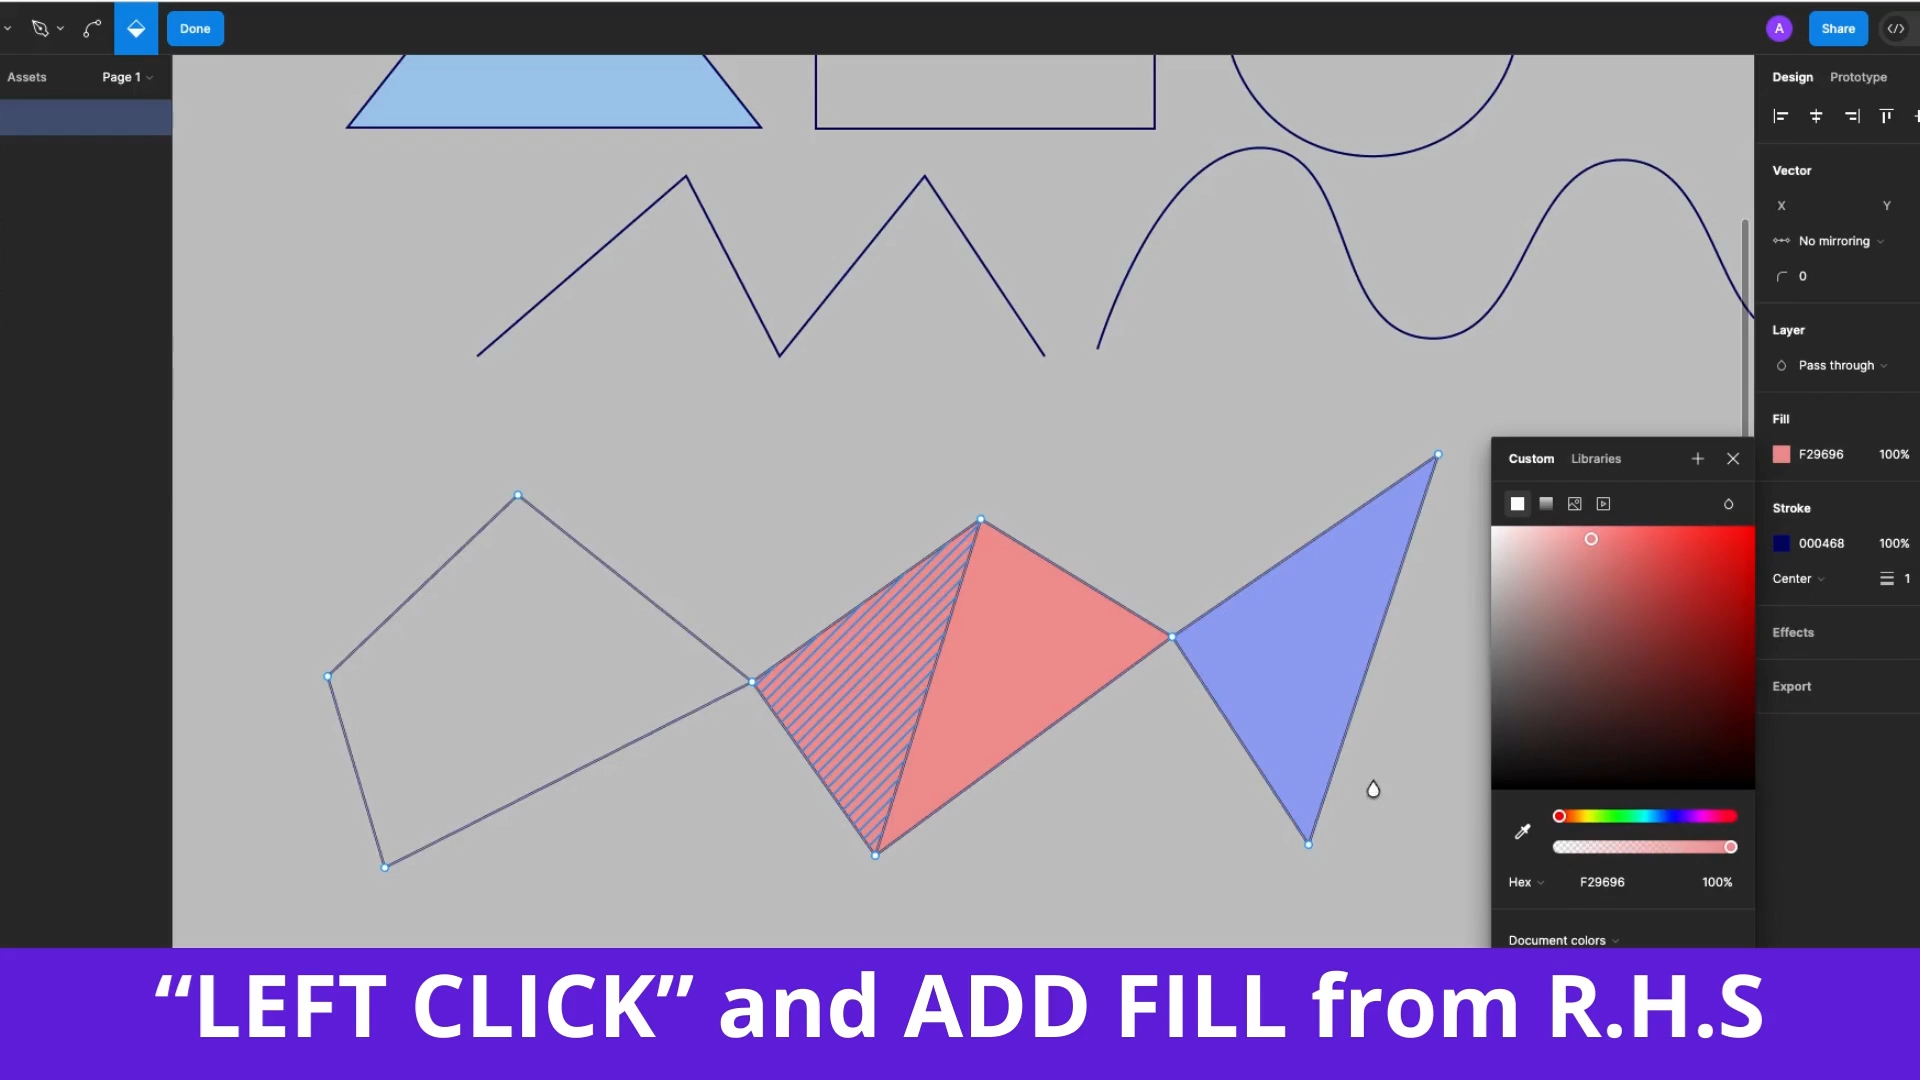 Done
A
Share
Assets
Page 1
Design
Prototype
Vector
X
Y
No mirroring
0
Layer
Pass through
Fill
F29696
100%
Custom
Libraries
Stroke
000468
100%
Center
1
Effects
Export
Hex
F29696
100%
Document colors
“LEFT CLICK” and ADD FILL from R.H.S